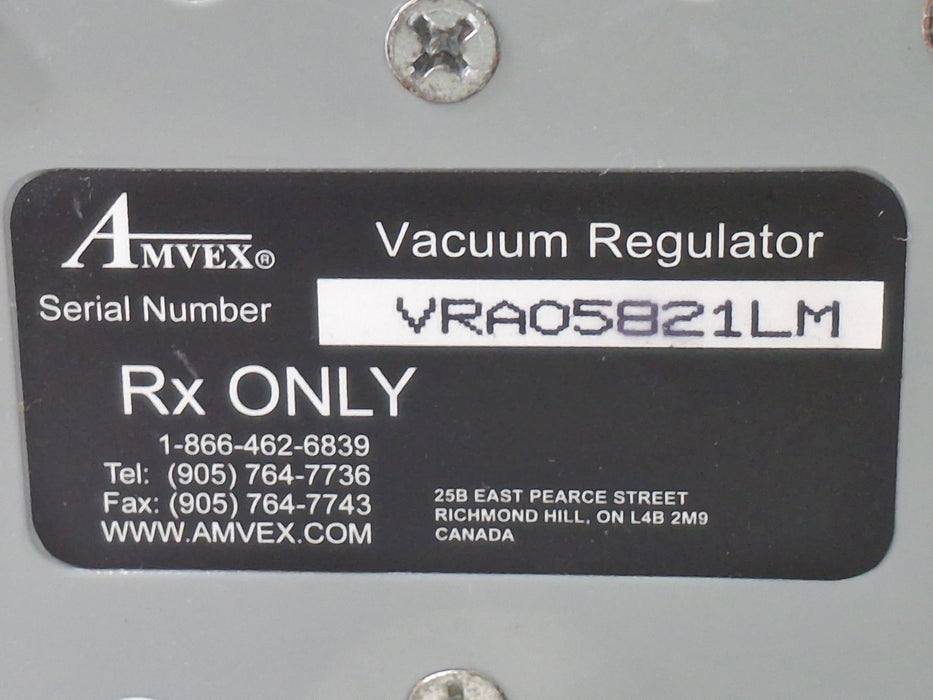 AMVEX®
Vacuum Regulator
Serial Number VRA05821LM
Rx ONLY
1-866-462-6839
Tel: (905) 764-7736
Fax: (905) 764-7743
WWW.AMVEX.COM
25B EAST PEARCE STREET
RICHMOND HILL, ON L4B 2M9
CANADA